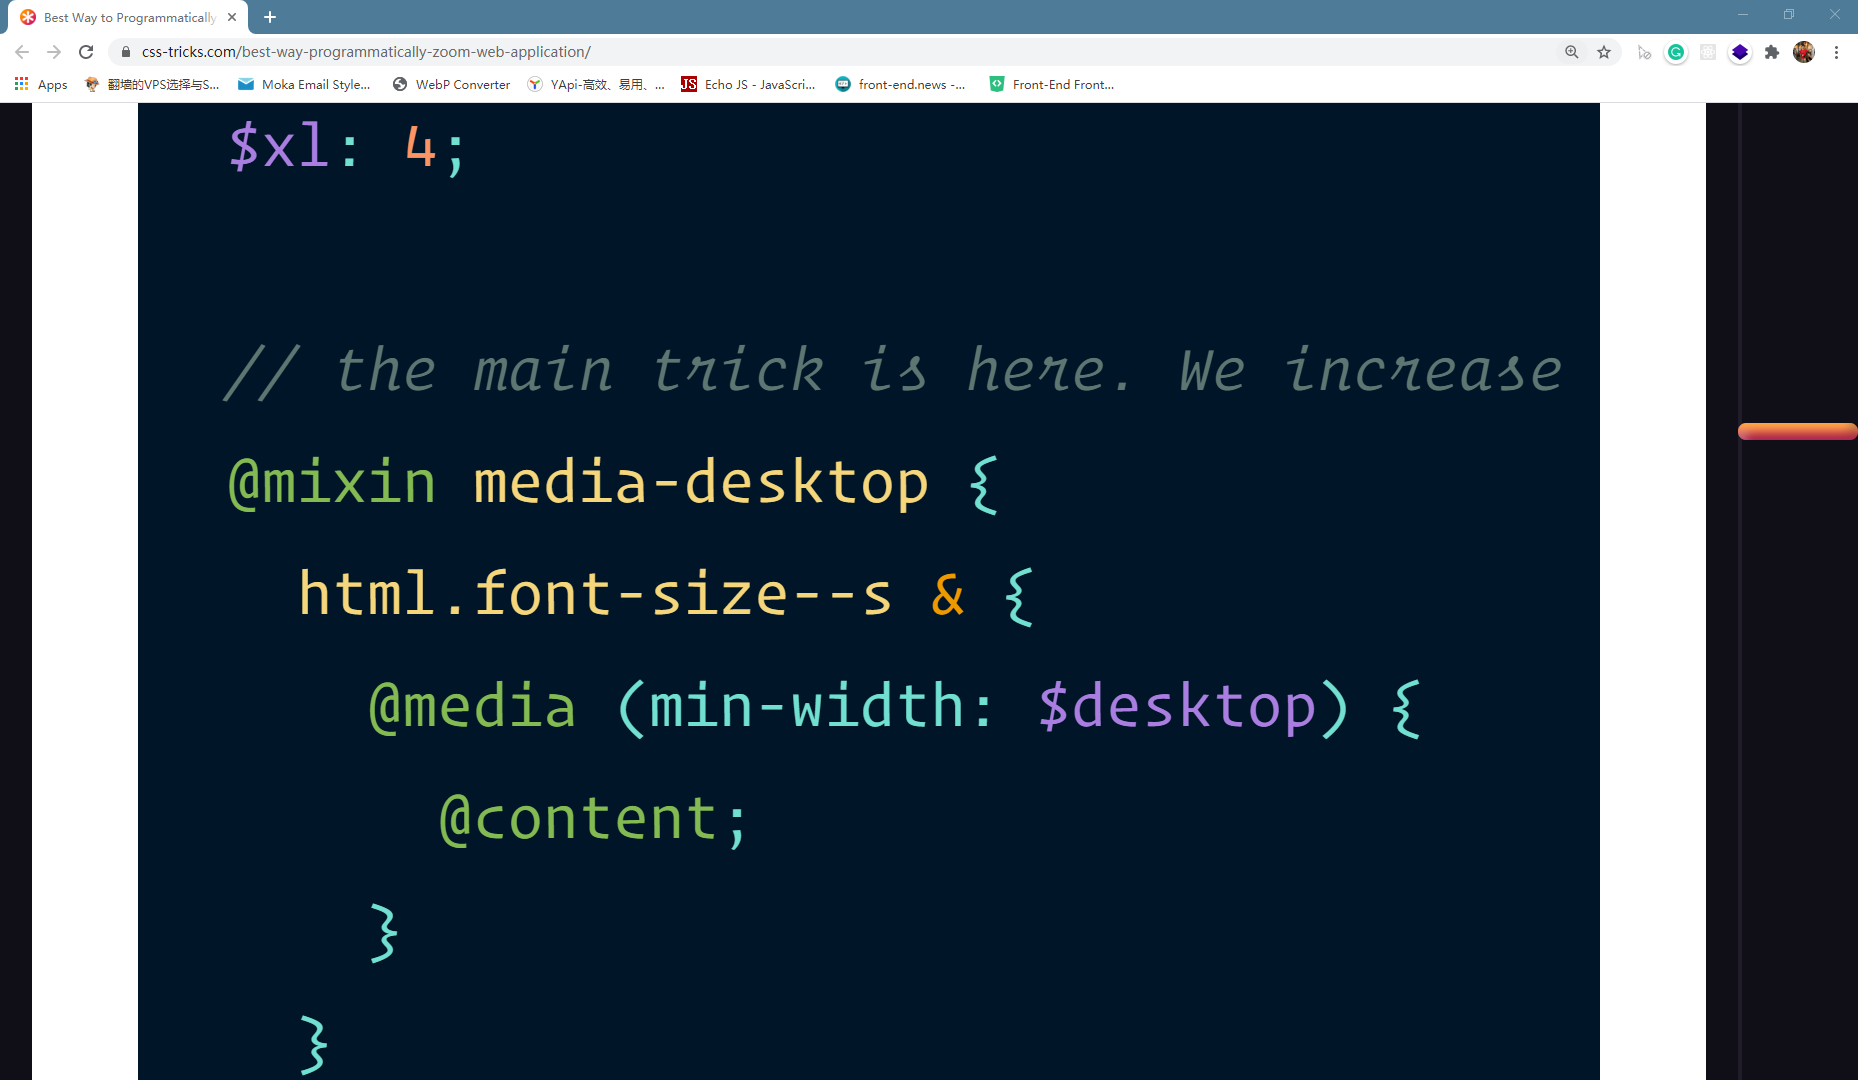 Best Way to Programmatically
css-tricks.com/best-way-programmatically-zoom-web-application/
Apps
翻墙的VPS选择与S...
Moka Email Style...
WebP Converter
YApi-高效、易用、...
JS
Echo JS - JavaScri...
front-end.news -...
Front-End Front...
$xl: 4;
// the main trick is here. We increase
@mixin media-desktop {
html.font-size--s & {
@media (min-width: $desktop) {
@content;
}
}